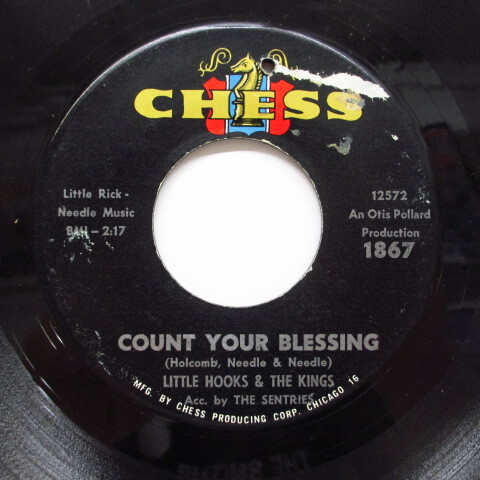 CHESS
Little Rick -
Needle Music
BMI - 2:17
12572
An Otis Pollard
Production
1867
COUNT YOUR BLESSING
(Holcomb, Needle & Needle)
LITTLE HOOKS & THE KINGS
Acc. by THE SENTRIES
MFG. BY CHESS PRODUCING CORP. CHICAGO 16